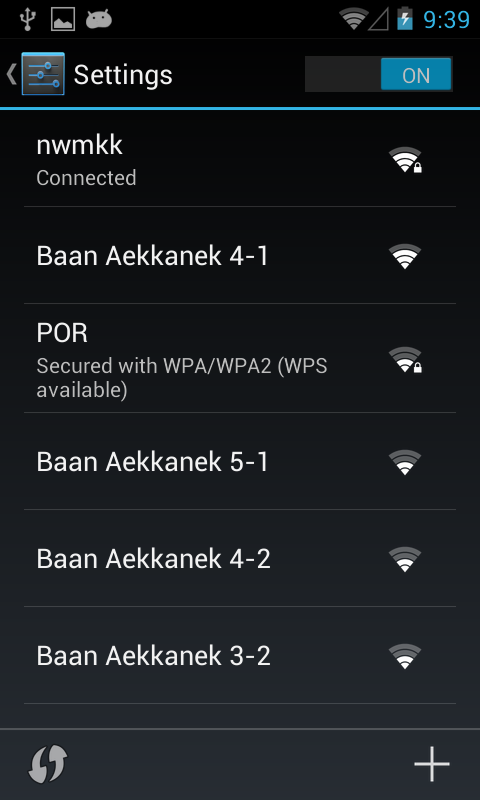 9:39
Settings
ON
nwmkk
Connected
Baan Aekkanek 4-1
POR
Secured with WPA/WPA2 (WPS
available)
Baan Aekkanek 5-1
Baan Aekkanek 4-2
Baan Aekkanek 3-2